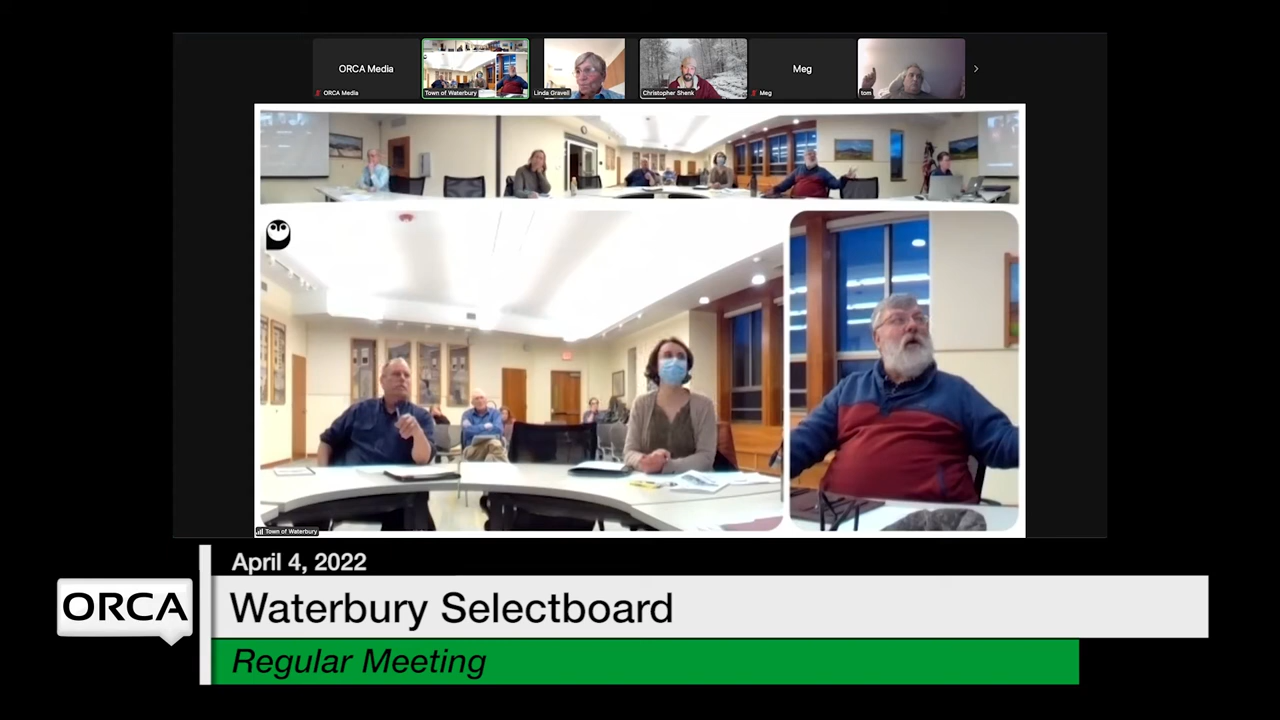 ORCA Media
Meg
ORCA Media
Town of Waterbury
Linda Gravell
Christopher Shenk
Meg
tom
Town of Waterbury
April 4, 2022
ORCA
Waterbury Selectboard
Regular Meeting